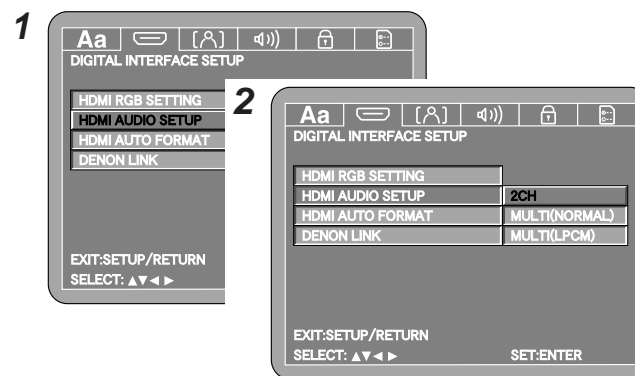 1
Aa
DIGITAL INTERFACE SETUP
HDMI RGB SETTING
HDMI AUDIO SETUP
HDMI AUTO FORMAT
DENON LINK
EXIT:SETUP/RETURN
SELECT: ▲▼◄ ►
2
Aa
DIGITAL INTERFACE SETUP
HDMI RGB SETTING
HDMI AUDIO SETUP 2CH
HDMI AUTO FORMAT MULTI(NORMAL)
DENON LINK MULTI(LPCM)
EXIT:SETUP/RETURN
SELECT: ▲▼◄ ► SET:ENTER